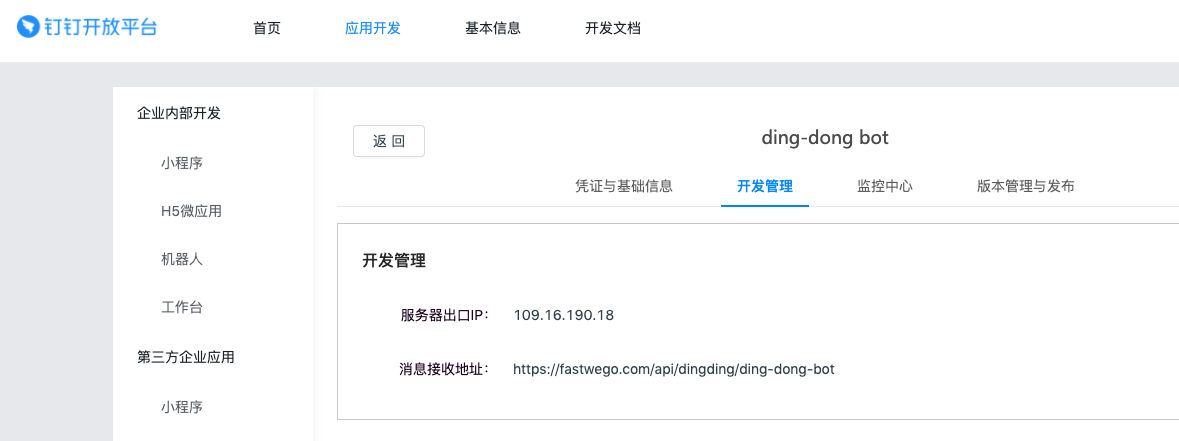 钉钉开放平台 首页 应用开发 基本信息 开发文档
企业内部开发
小程序
H5微应用
机器人
工作台
第三方企业应用
小程序
返 回
ding-dong bot
凭证与基础信息 开发管理 监控中心 版本管理与发布
开发管理
服务器出口IP： 109.16.190.18
消息接收地址： https://fastwego.com/api/dingding/ding-dong-bot